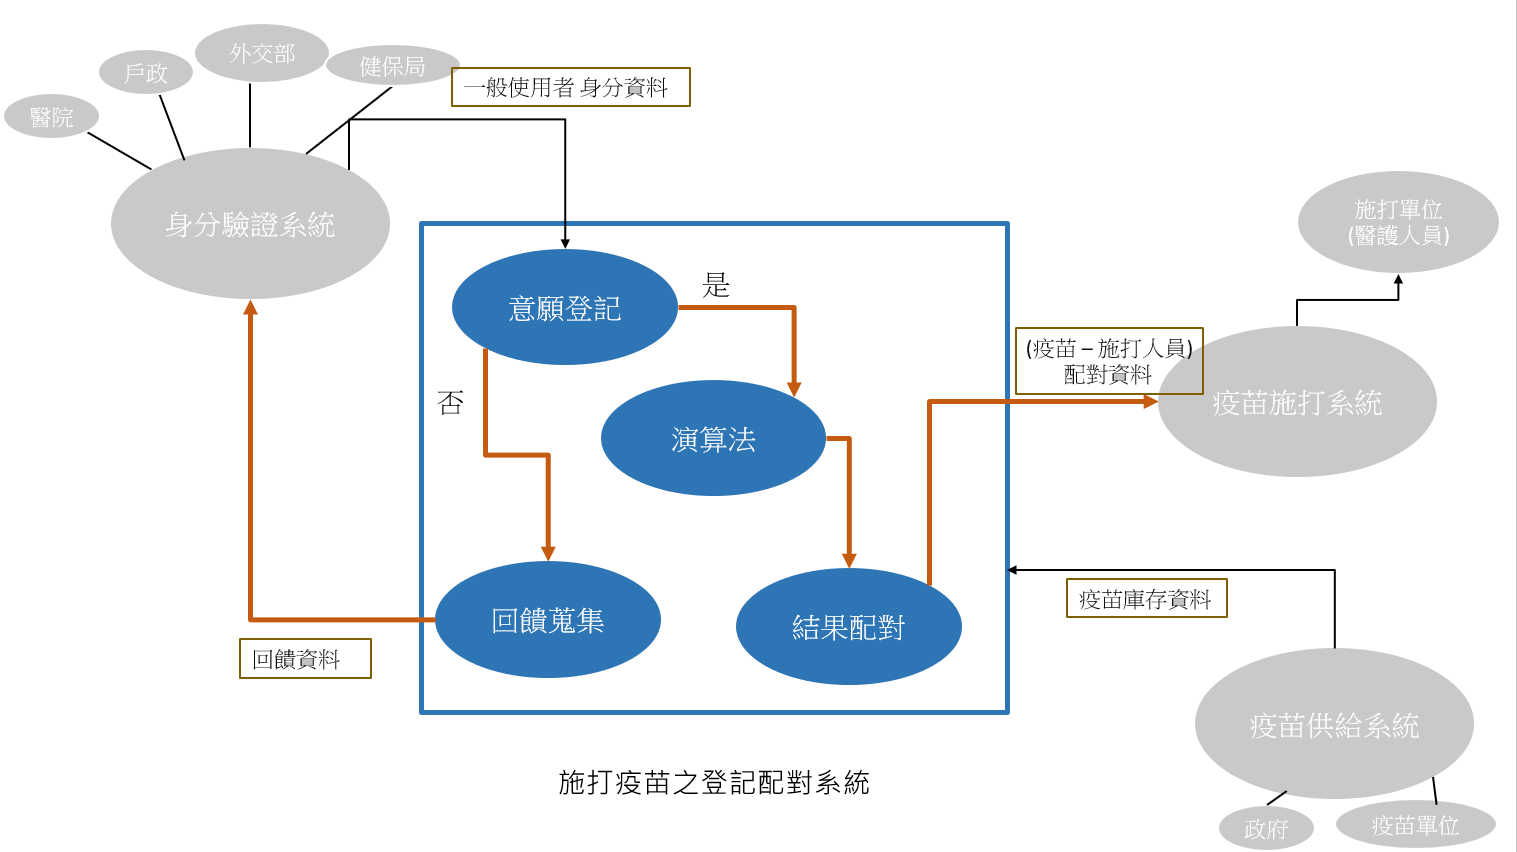 外交部
健保局
戶政
醫院
一般使用者 身分資料
身分驗證系統
施打單位
(醫護人員)
意願登記
是
否
(疫苗 – 施打人員)
配對資料
疫苗施打系統
演算法
疫苗庫存資料
回饋蒐集
結果配對
回饋資料
疫苗供給系統
施打疫苗之登記配對系統
政府
疫苗單位